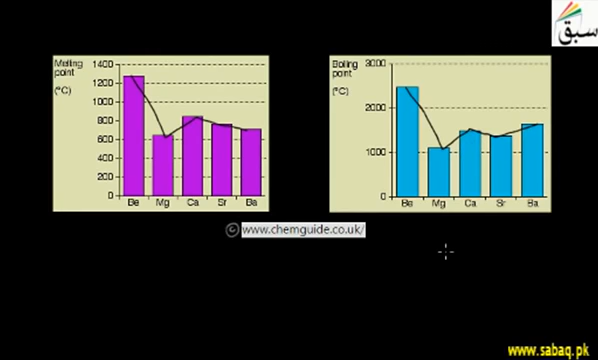 سبق
Melting
point
(°C)
1400
1200
1000
800
600
400
200
0
Be Mg Ca Sr Ba
Boiling
point
(°C)
3000
2000
1000
0
Be Mg Ca Sr Ba
© www.chemguide.co.uk/
www.sabaq.pk